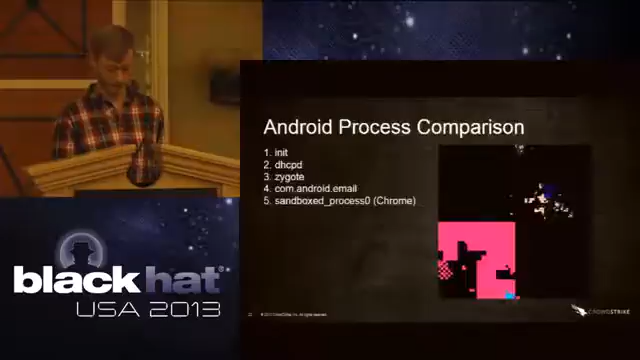 Android Process Comparison
1. init
2. dhcpd
3. zygote
4. com.android.email
5. sandboxed_process0 (Chrome)
black hat®
USA 2013
CROWDSTRIKE